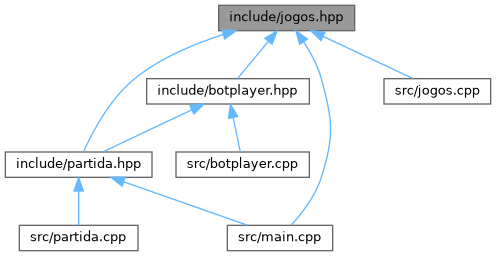 include/jogos.hpp
include/botplayer.hpp
src/jogos.cpp
include/partida.hpp
src/botplayer.cpp
src/partida.cpp
src/main.cpp